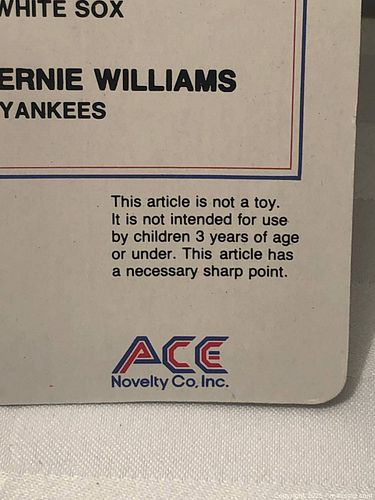 WHITE SOX
ERNIE WILLIAMS
YANKEES
This article is not a toy.
It is not intended for use
by children 3 years of age
or under. This article has
a necessary sharp point.
ACE
Novelty Co, Inc.